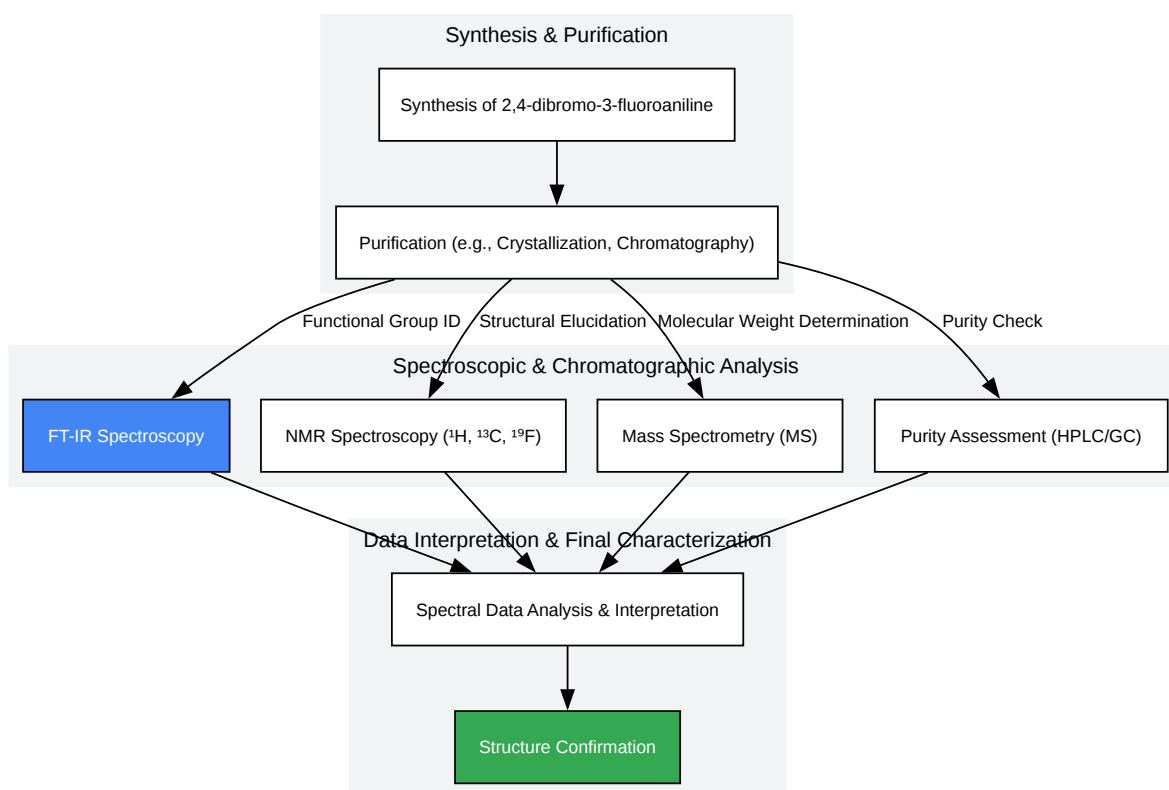 Synthesis & Purification
Synthesis of 2,4-dibromo-3-fluoroaniline
Purification (e.g., Crystallization, Chromatography)
Functional Group ID
Structural Elucidation
Molecular Weight Determination
Purity Check
Spectroscopic & Chromatographic Analysis
FT-IR Spectroscopy
NMR Spectroscopy (¹H, ¹³C, ¹⁹F)
Mass Spectrometry (MS)
Purity Assessment (HPLC/GC)
Data Interpretation & Final Characterization
Spectral Data Analysis & Interpretation
Structure Confirmation